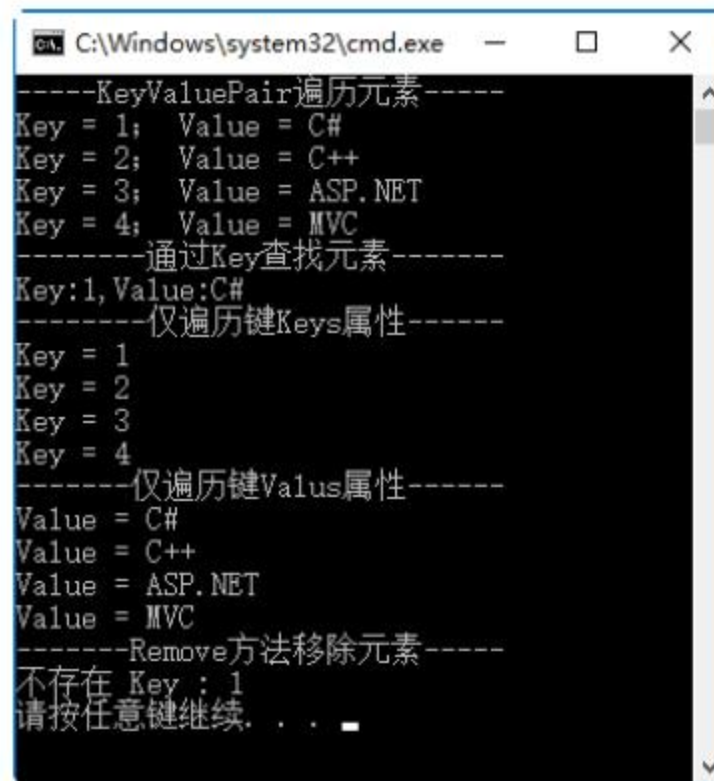 C:\Windows\system32\cmd.exe
-----KeyValuePair遍历元素-----
Key = 1;  Value = C#
Key = 2;  Value = C++
Key = 3;  Value = ASP.NET
Key = 4;  Value = MVC
--------通过Key查找元素-------
Key:1,Value:C#
--------仅遍历键Keys属性------
Key = 1
Key = 2
Key = 3
Key = 4
-------仅遍历键Valus属性------
Value = C#
Value = C++
Value = ASP.NET
Value = MVC
-------Remove方法移除元素-----
不存在 Key : 1
请按任意键继续. . .